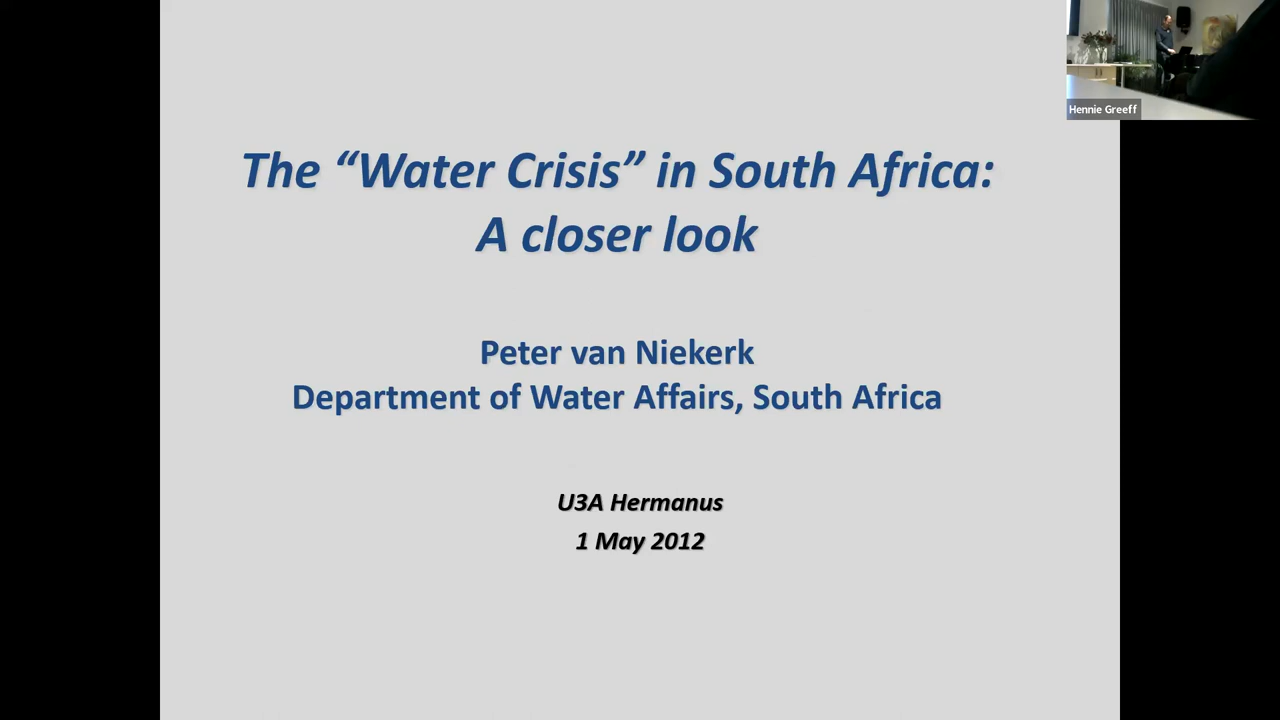 Hennie Greeff
The “Water Crisis” in South Africa:
A closer look
Peter van Niekerk
Department of Water Affairs, South Africa
U3A Hermanus
1 May 2012